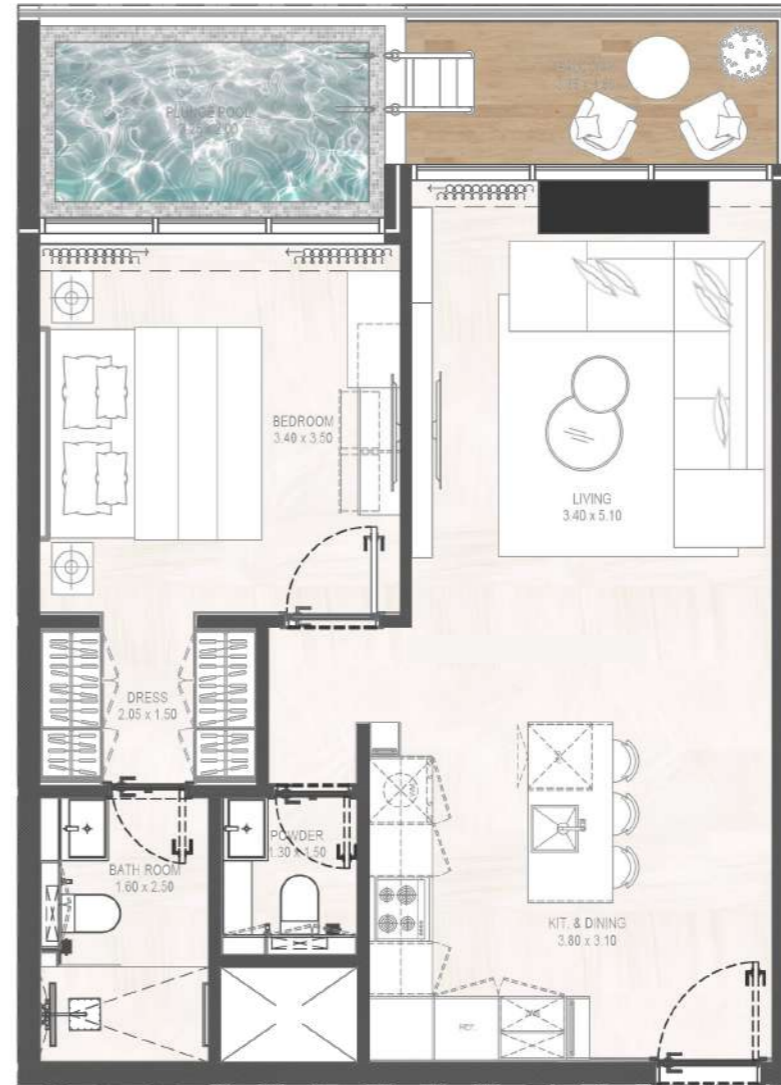 PLUNGE POOL
BEDROOM
3.40 x 3.50
LIVING
3.40 x 5.10
DRESS
2.05 x 1.50
POWDER
1.30 x 1.50
BATH ROOM
1.60 x 2.50
KIT. & DINING
3.80 x 3.10
REF.